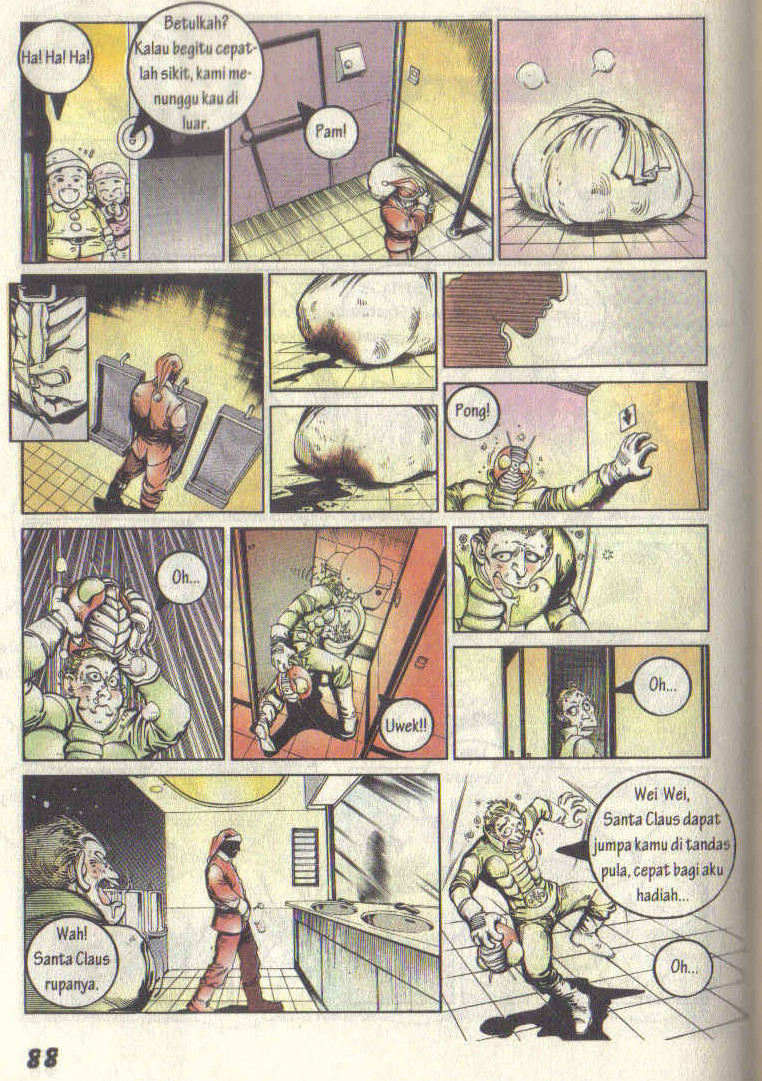 Ha! Ha! Ha!
Betulkah?
Kalau begitu cepat-
lah sikit, kami me-
nunggu kau di
luar.
Pam!
Pong!
Oh...
Uwek!!
Oh...
Wah!
Santa Claus
rupanya.
Wei Wei,
Santa Claus dapat
jumpa kamu di tandas
pula, cepat bagi aku
hadiah...
Oh...
88